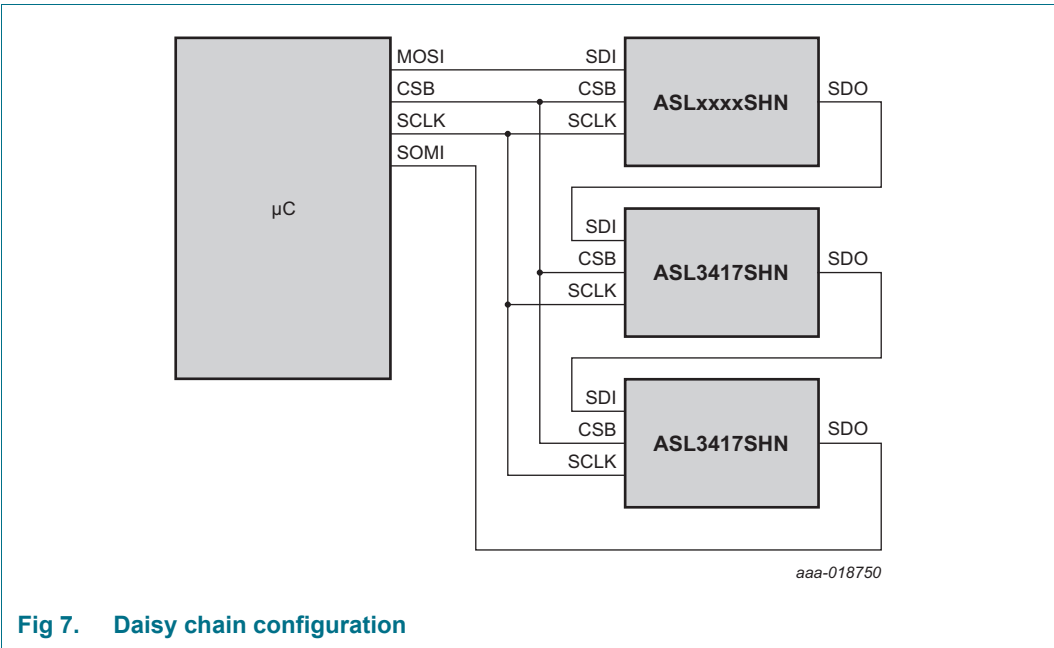 µC
MOSI
CSB
SCLK
SOMI
SDI
CSB
SCLK
ASLxxxxSHN
SDO
SDI
CSB
SCLK
ASL3417SHN
SDO
SDI
CSB
SCLK
ASL3417SHN
SDO
aaa-018750
Fig 7. Daisy chain configuration